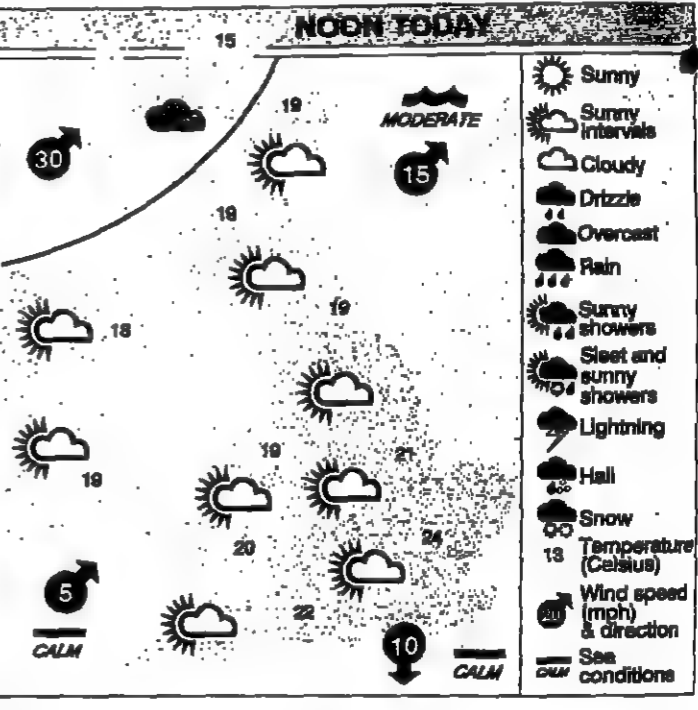 NOON TODAY
15
19
MODERATE
30
15
19
19
18
19
19
21
20
24
5
22
CALM
10
CALM
Sunny
Sunny
intervals
Cloudy
Drizzle
Overcast
Rain
Sunny
showers
Sleet and
sunny
showers
Lightning
Hail
Snow
13 Temperature
(Celsius)
Wind speed
(mph)
& direction
Sea
CALM conditions